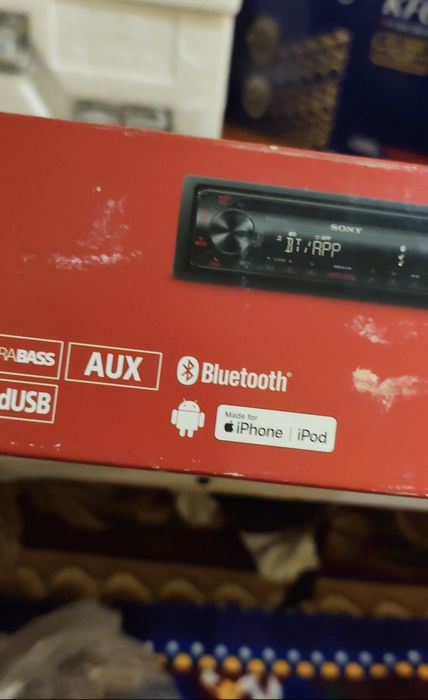 SONY
BT/APP
RABASS
AUX
Bluetooth®
dUSB
Made for
iPhone | iPod